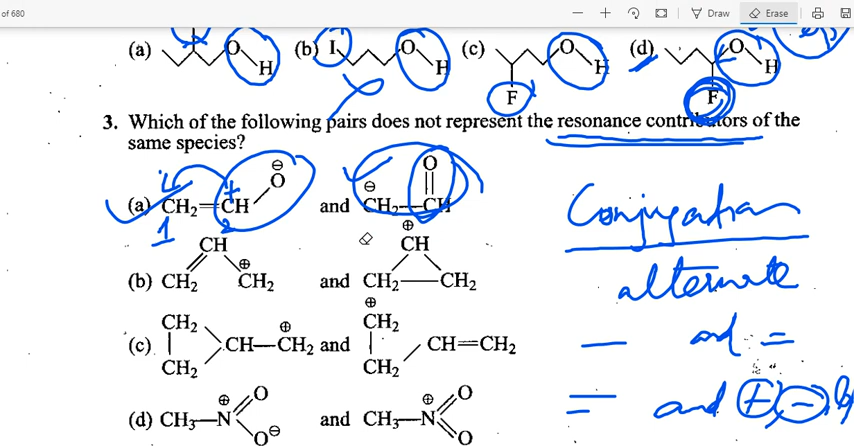 of 680
Draw
Erase
(a) O H (b) I O H (c) O H F (d) O H F
3. Which of the following pairs does not represent the resonance contributors of the
same species?
(a) CH₂=CH O ⊖ and ⊖ CH₂—CH O
1 2 +
(b) CH₂ CH ⊕ CH₂ and CH₂ ⊕ CH CH₂
(c) CH₂ CH₂ CH—⊕CH₂ and ⊕ CH₂ CH₂ CH=CH₂
(d) CH₃—N ⊕ O O⊖ and CH₃—N ⊕ O O
Conjugation
alternate
— and =
= and + -